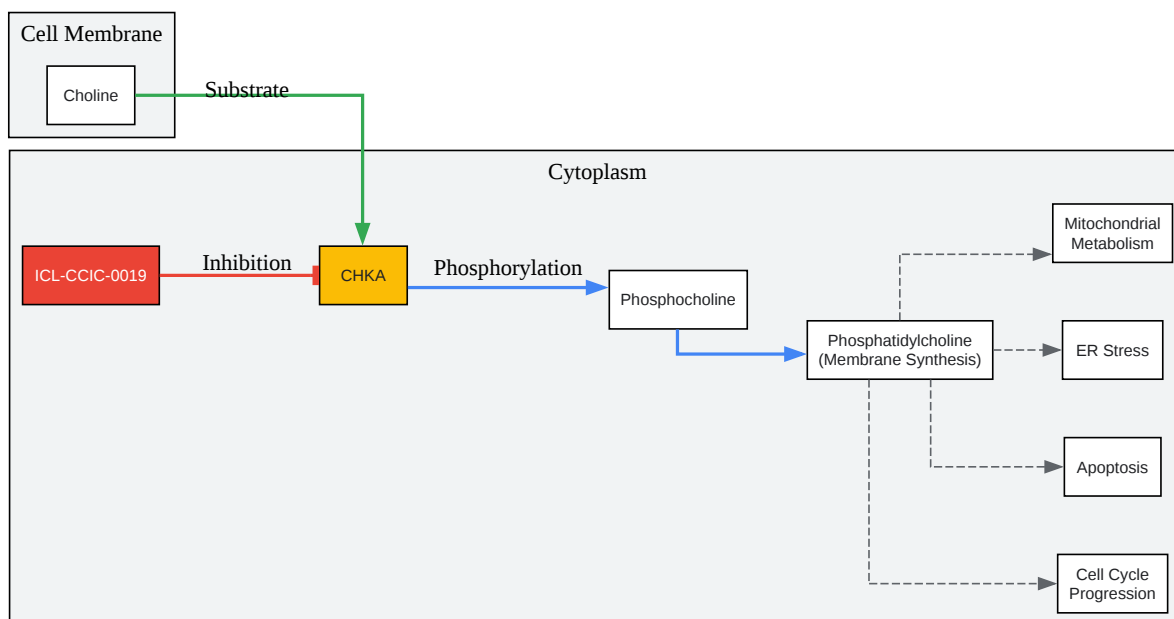 Cell Membrane
Choline
Substrate
Cytoplasm
ICL-CCIC-0019
Inhibition
CHKA
Phosphorylation
Phosphocholine
Phosphatidylcholine
(Membrane Synthesis)
Mitochondrial
Metabolism
ER Stress
Apoptosis
Cell Cycle
Progression